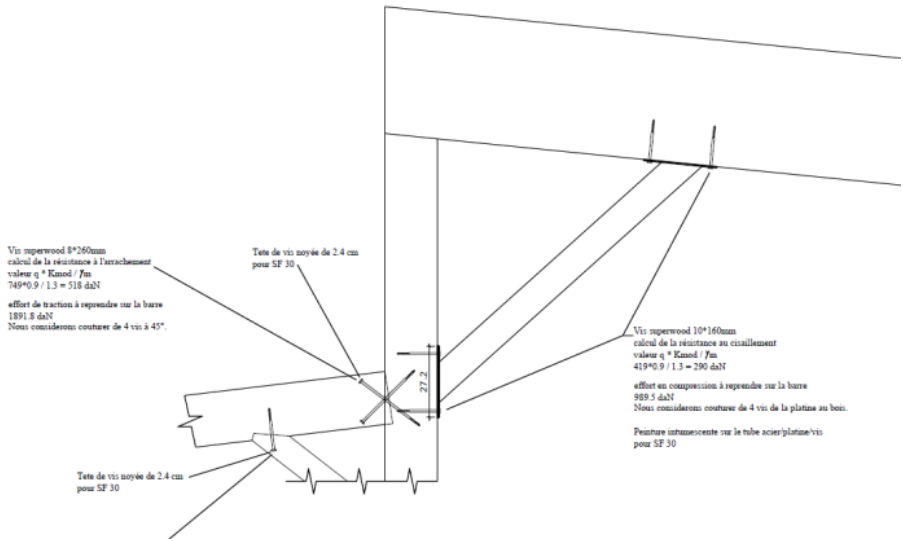 Vis superwood 8*260mm
calcul de la résistance à l'arrachement
valeur q * Kmod / γm
749*0.9 / 1.3 = 518 daN
effort de traction à reprendre sur la barre
1891.8 daN
Nous considerons couturer de 4 vis à 45°.
Tete de vis noyée de 2.4 cm
pour SF 30
27.2
Vis superwood 10*160mm
calcul de la résistance au cisaillement
valeur q * Kmod / γm
419*0.9 / 1.3 = 290 daN
effort en compression à reprendre sur la barre
989.5 daN
Nous considerons couturer de 4 vis de la platine au bois.
Peinture intumescente sur le tube acier/platine/vis
pour SF 30
Tete de vis noyée de 2.4 cm
pour SF 30